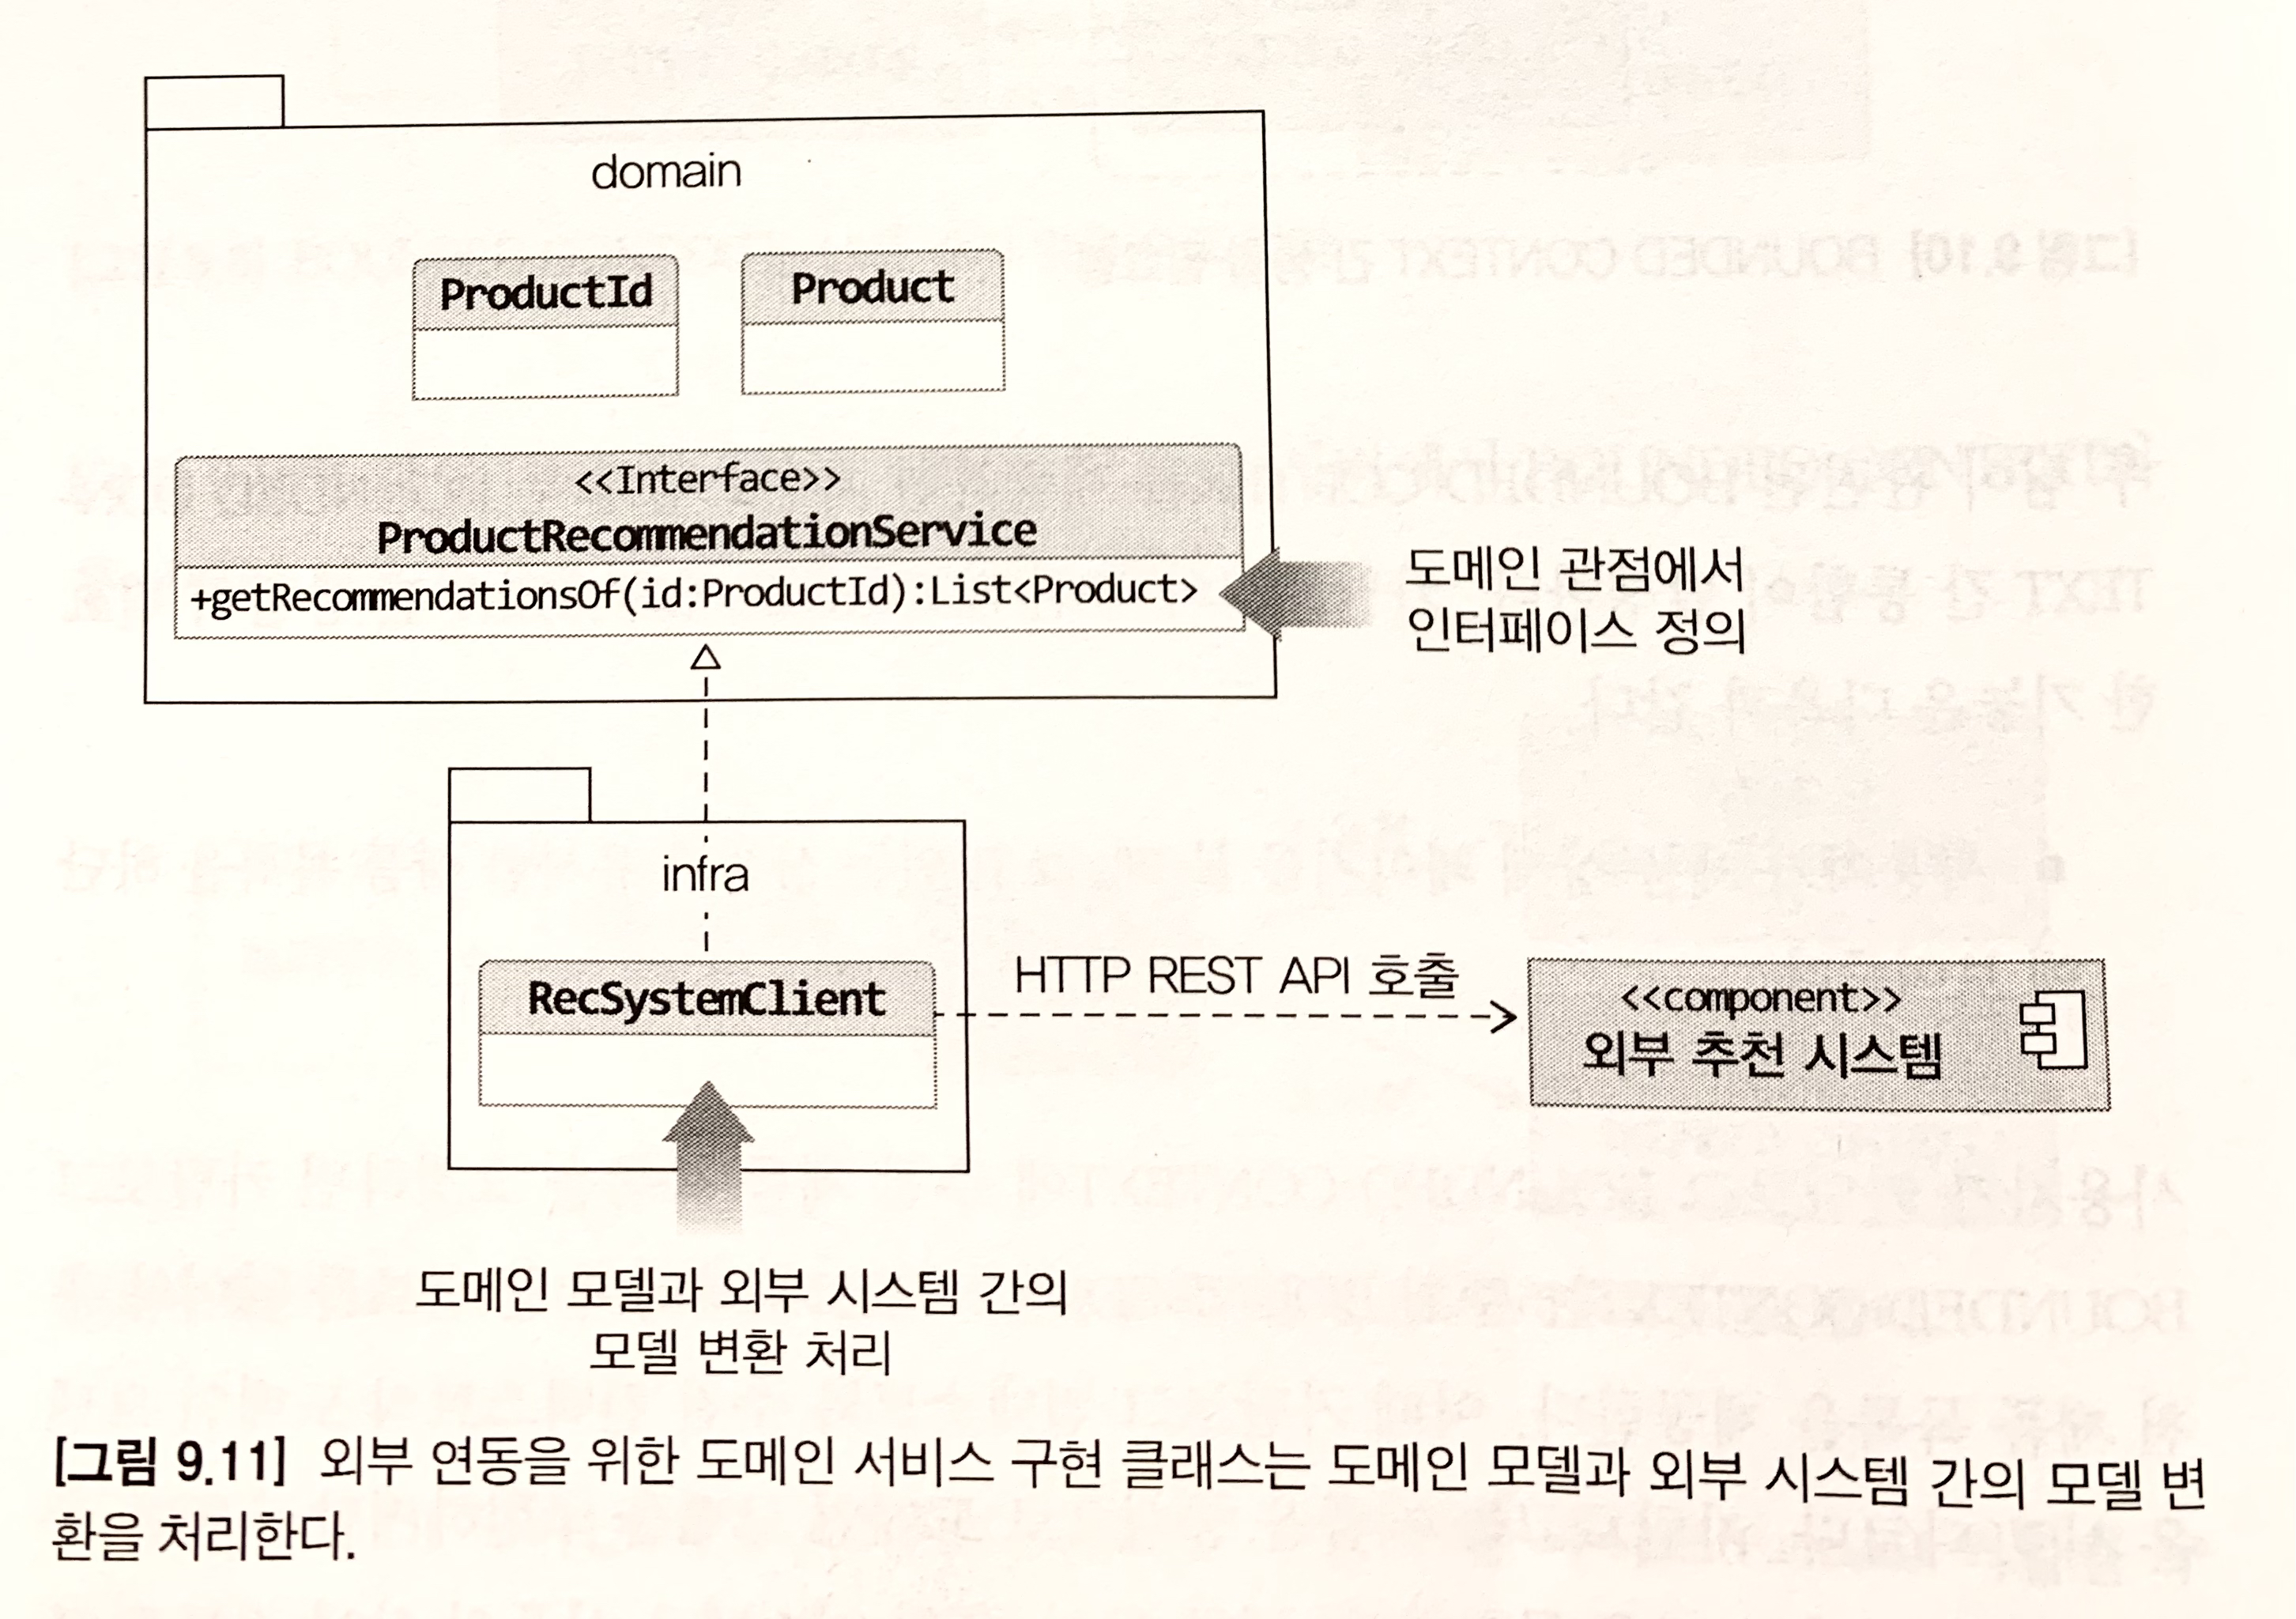 domain
ProductId
Product
<<Interface>>
ProductRecommendationService
+getRecommendationsOf(id:ProductId):List<Product>
도메인 관점에서
인터페이스 정의
infra
RecSystemClient
HTTP REST API 호출
<<component>>
외부 추천 시스템
도메인 모델과 외부 시스템 간의
모델 변환 처리
[그림 9.11] 외부 연동을 위한 도메인 서비스 구현 클래스는 도메인 모델과 외부 시스템 간의 모델 변
환을 처리한다.